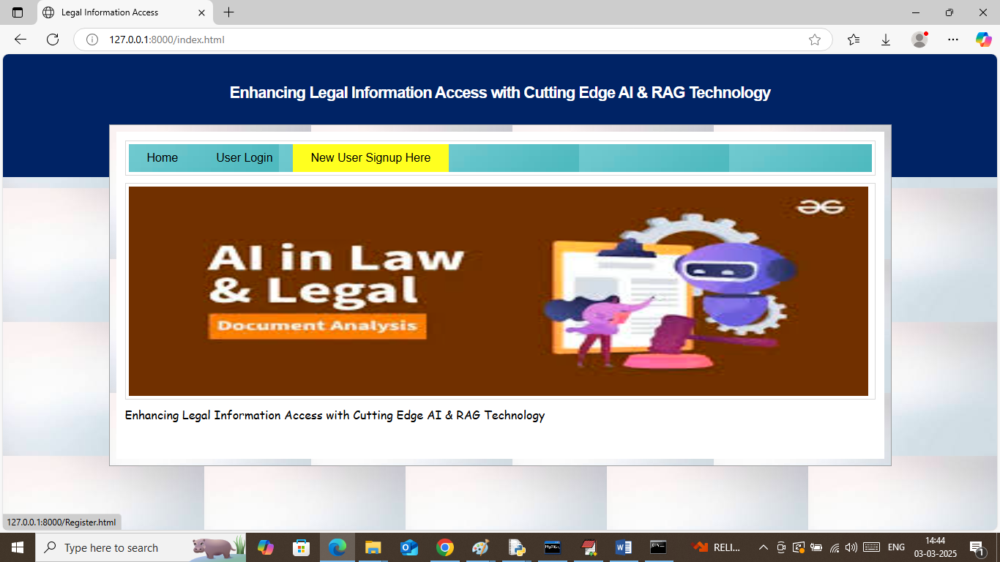 Legal Information Access
127.0.0.1:8000/index.html
Enhancing Legal Information Access with Cutting Edge AI & RAG Technology
Home User Login New User Signup Here
AI in Law
& Legal
Document Analysis
Enhancing Legal Information Access with Cutting Edge AI & RAG Technology
127.0.0.1:8000/Register.html
Type here to search
RELI...
ENG
14:44
03-03-2025
1